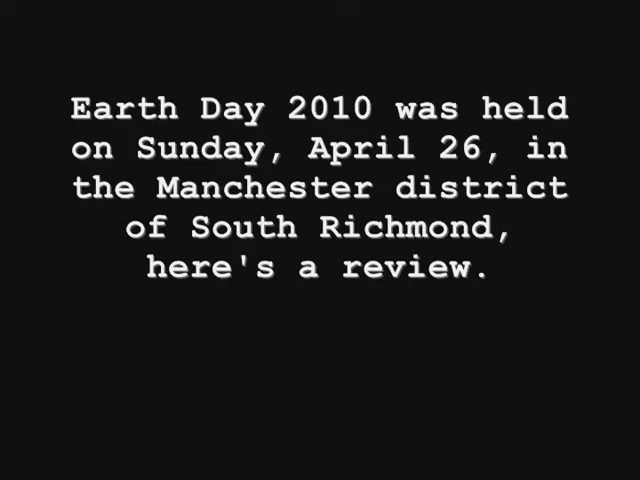 Earth Day 2010 was held
on Sunday, April 26, in
the Manchester district
of South Richmond,
here's a review.